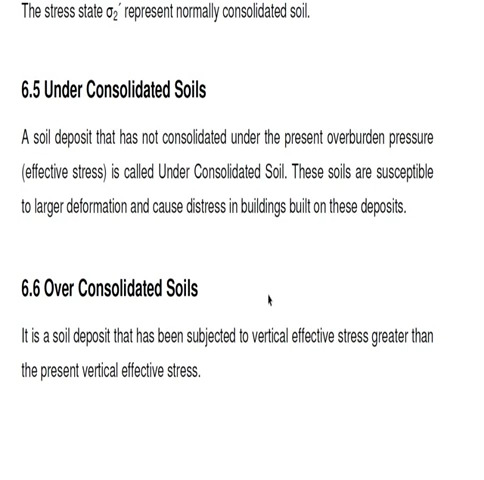 The stress state σ₂´ represent normally consolidated soil.
6.5 Under Consolidated Soils
A soil deposit that has not consolidated under the present overburden pressure
(effective stress) is called Under Consolidated Soil. These soils are susceptible
to larger deformation and cause distress in buildings built on these deposits.
6.6 Over Consolidated Soils
It is a soil deposit that has been subjected to vertical effective stress greater than
the present vertical effective stress.